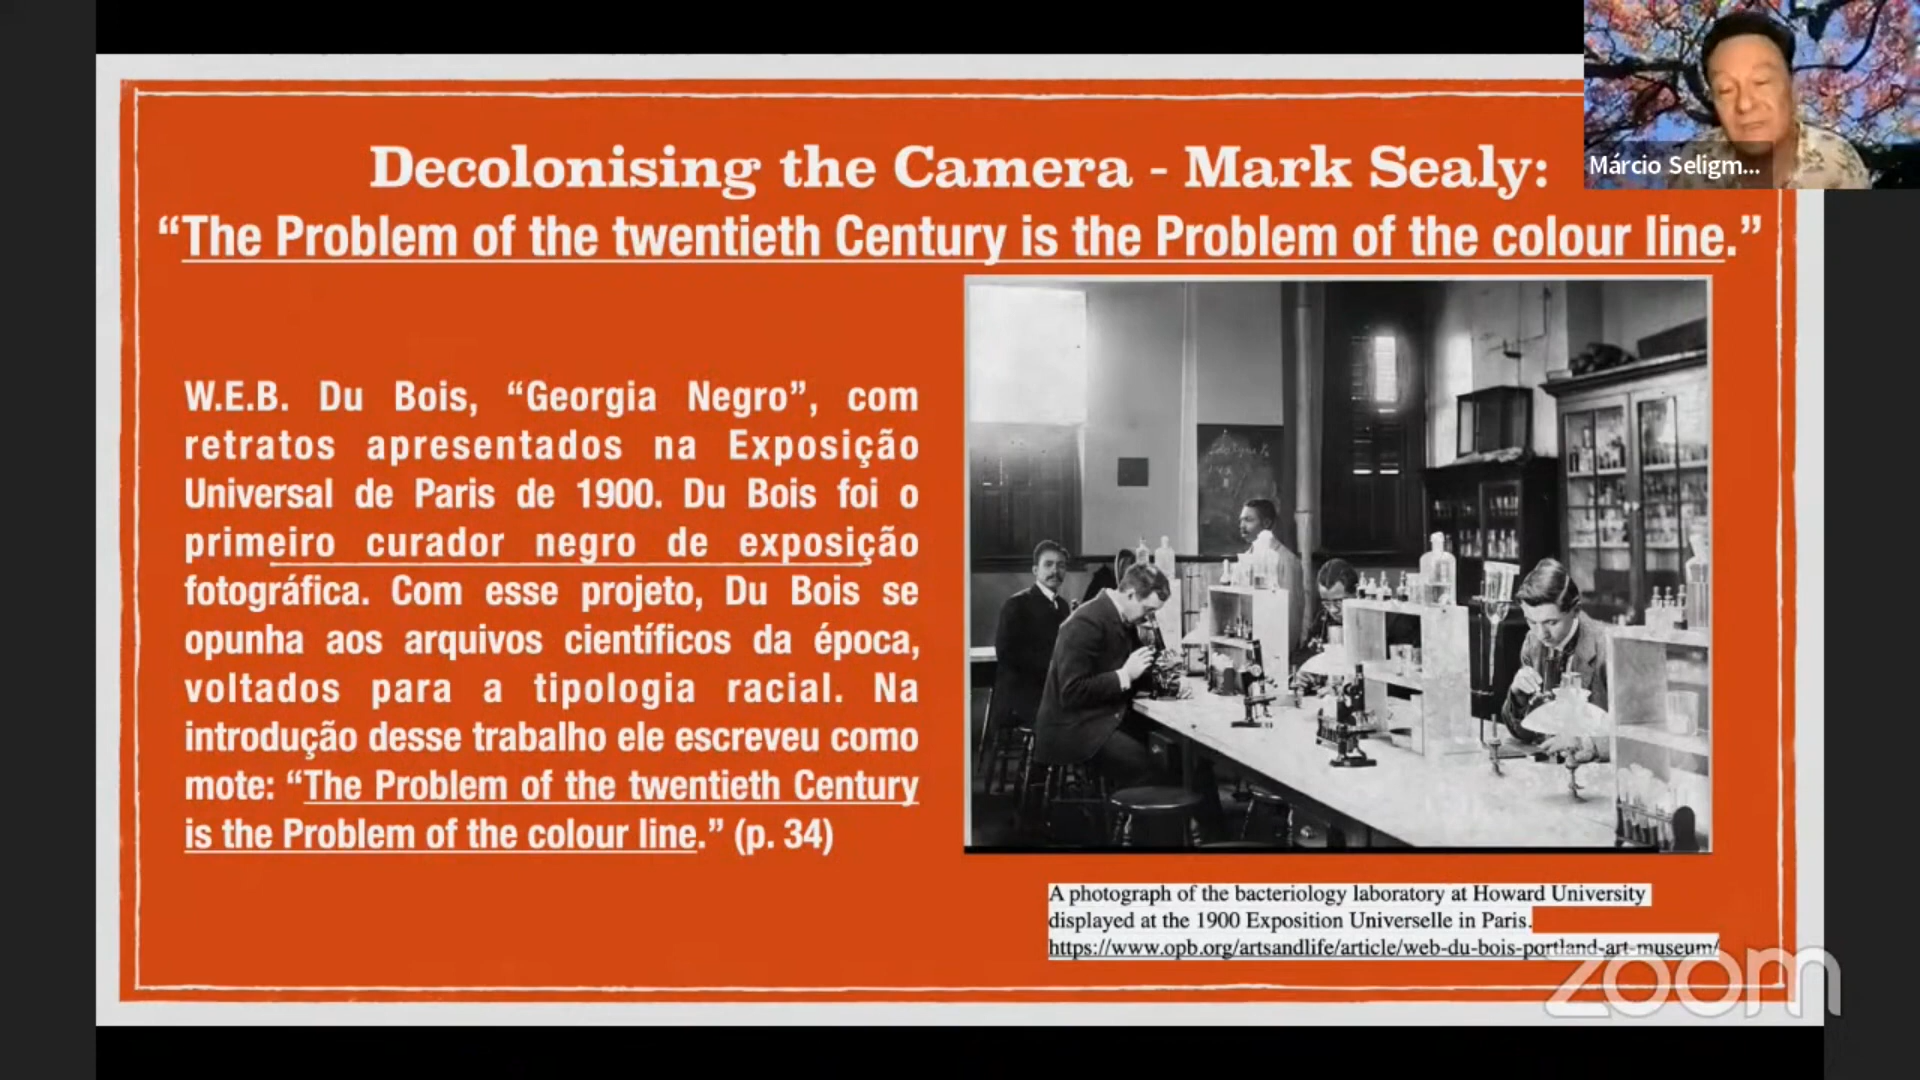 Decolonising the Camera - Mark Sealy:
“The Problem of the twentieth Century is the Problem of the colour line.”
Márcio Seligm...
W.E.B. Du Bois, “Georgia Negro”, com
retratos apresentados na Exposição
Universal de Paris de 1900. Du Bois foi o
primeiro curador negro de exposição
fotográfica. Com esse projeto, Du Bois se
opunha aos arquivos científicos da época,
voltados para a tipologia racial. Na
introdução desse trabalho ele escreveu como
mote: “The Problem of the twentieth Century
is the Problem of the colour line.” (p. 34)
A photograph of the bacteriology laboratory at Howard University
displayed at the 1900 Exposition Universelle in Paris.
https://www.opb.org/artsandlife/article/web-du-bois-portland-art-museum/
zoom